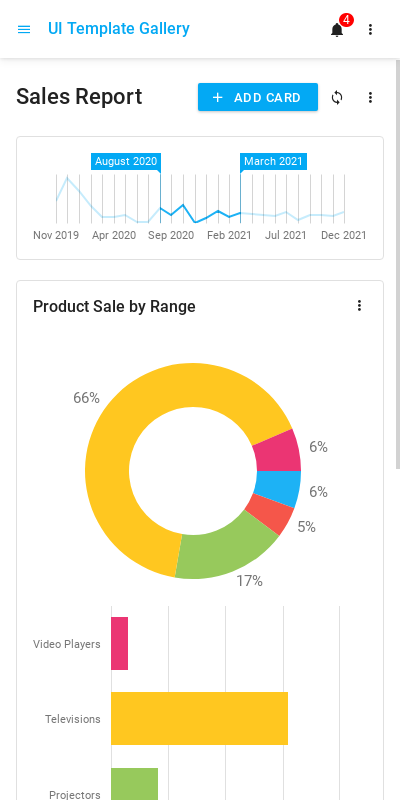 UI Template Gallery
4
Sales Report
ADD CARD
August 2020
March 2021
Nov 2019
Apr 2020
Sep 2020
Feb 2021
Jul 2021
Dec 2021
Product Sale by Range
66%
6%
6%
5%
17%
Video Players
Televisions
Projectors